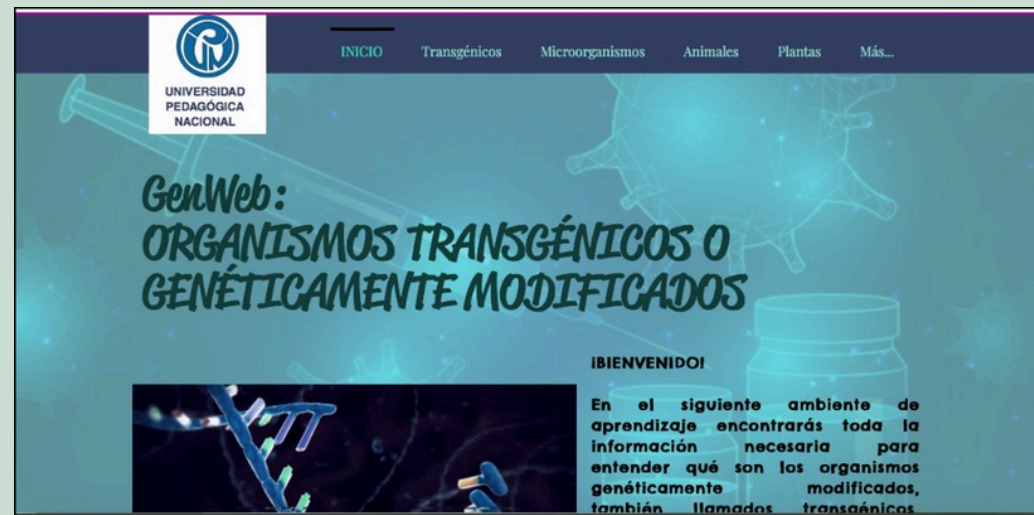 UNIVERSIDAD
PEDAGÓGICA
NACIONAL
INICIO Transgénicos Microorganismos Animales Plantas Más...
GenWeb:
ORGANISMOS TRANSGÉNICOS O
GENÉTICAMENTE MODIFICADOS
¡BIENVENIDO!
En el siguiente ambiente de
aprendizaje encontrarás toda la
información necesaria para
entender qué son los organismos
genéticamente modificados,
también llamados transgénicos